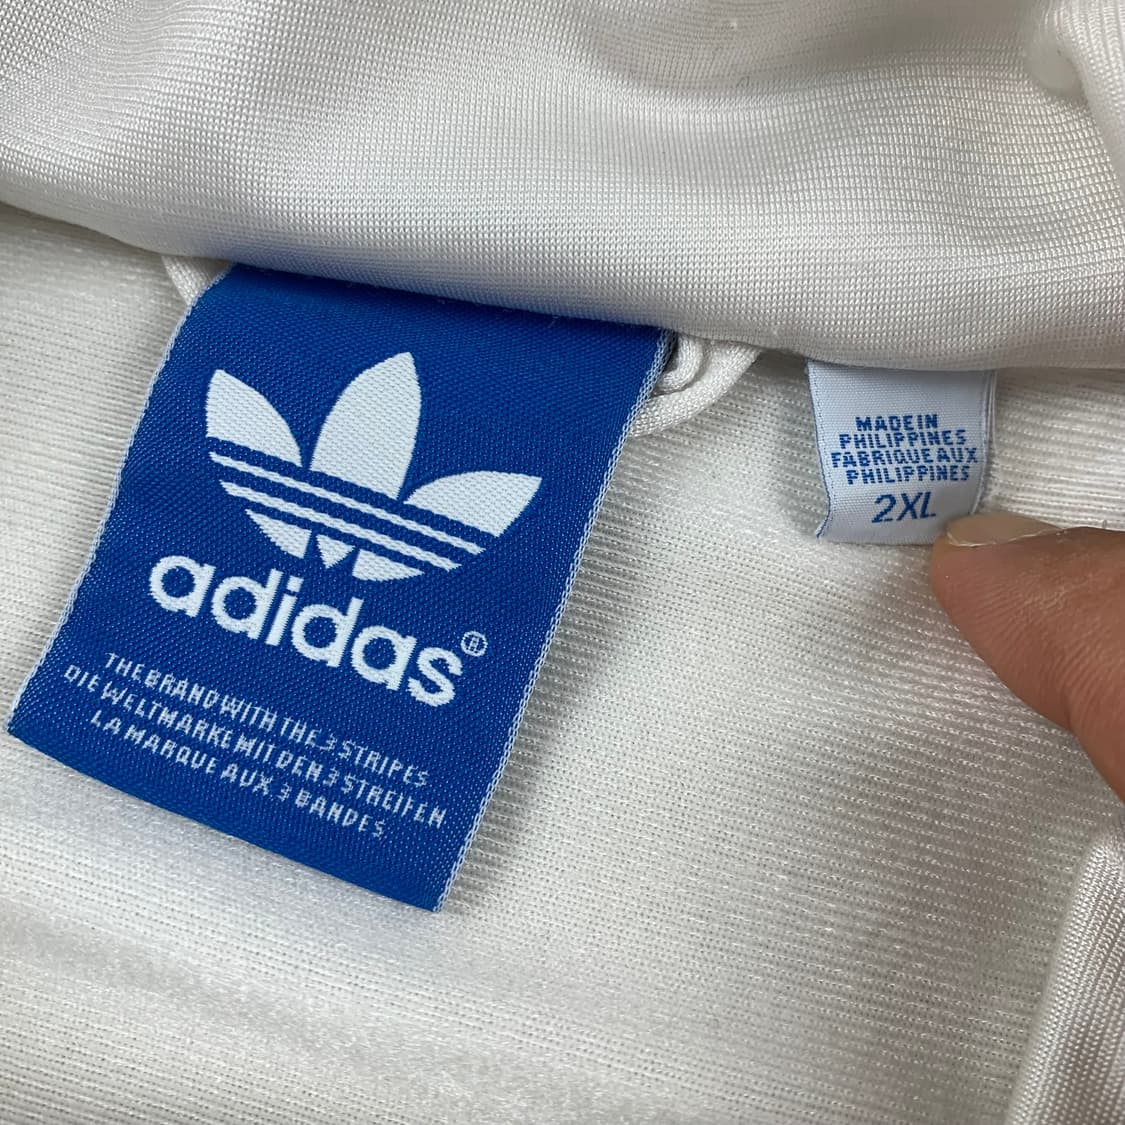 adidas®
THE BRAND WITH THE 3 STRIPES
DIE WELTMARKE MIT DEN 3 STREIFEN
LA MARQUE AUX 3 BANDES
MADE IN
PHILIPPINES
FABRIQUE AUX
PHILIPPINES
2XL